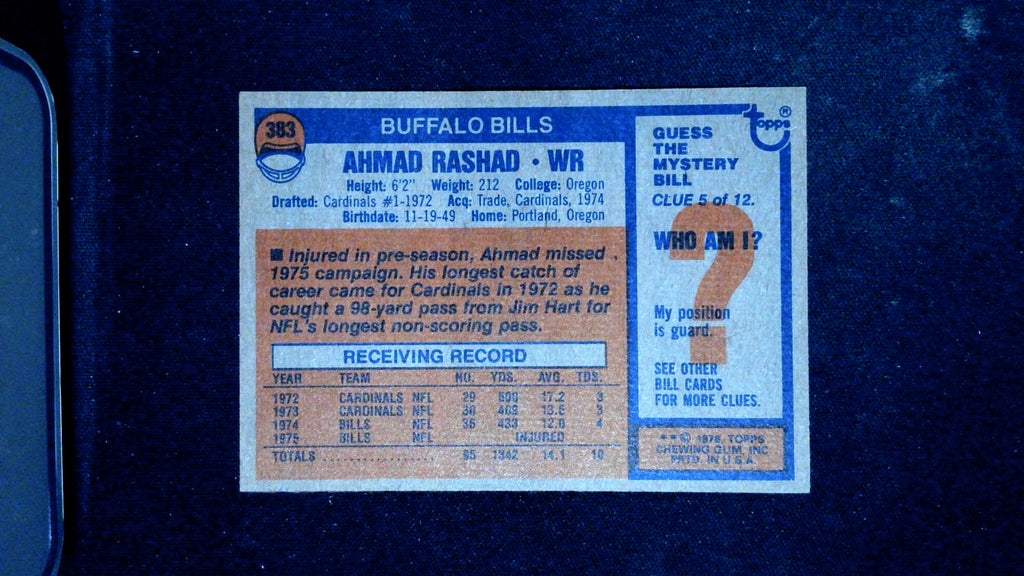 383
BUFFALO BILLS
AHMAD RASHAD • WR
Height: 6'2" Weight: 212 College: Oregon
Drafted: Cardinals #1-1972 Acq: Trade, Cardinals, 1974
Birthdate: 11-19-49 Home: Portland, Oregon
■ Injured in pre-season, Ahmad missed
1975 campaign. His longest catch of
career came for Cardinals in 1972 as he
caught a 98-yard pass from Jim Hart for
NFL's longest non-scoring pass.
RECEIVING RECORD
YEAR TEAM NO. YDS. AVG. TDS.
1972 CARDINALS NFL 29 500 17.2 3
1973 CARDINALS NFL 30 409 13.6 3
1974 BILLS NFL 36 433 12.0 4
1975 BILLS NFL INJURED
TOTALS .................. 95 1342 14.1 10
topps ®
GUESS
THE
MYSTERY
BILL
CLUE 5 of 12.
WHO AM I?
?
My position
is guard.
SEE OTHER
BILL CARDS
FOR MORE CLUES.
** © 1976, TOPPS
CHEWING GUM, INC
PRTD. IN U.S.A.